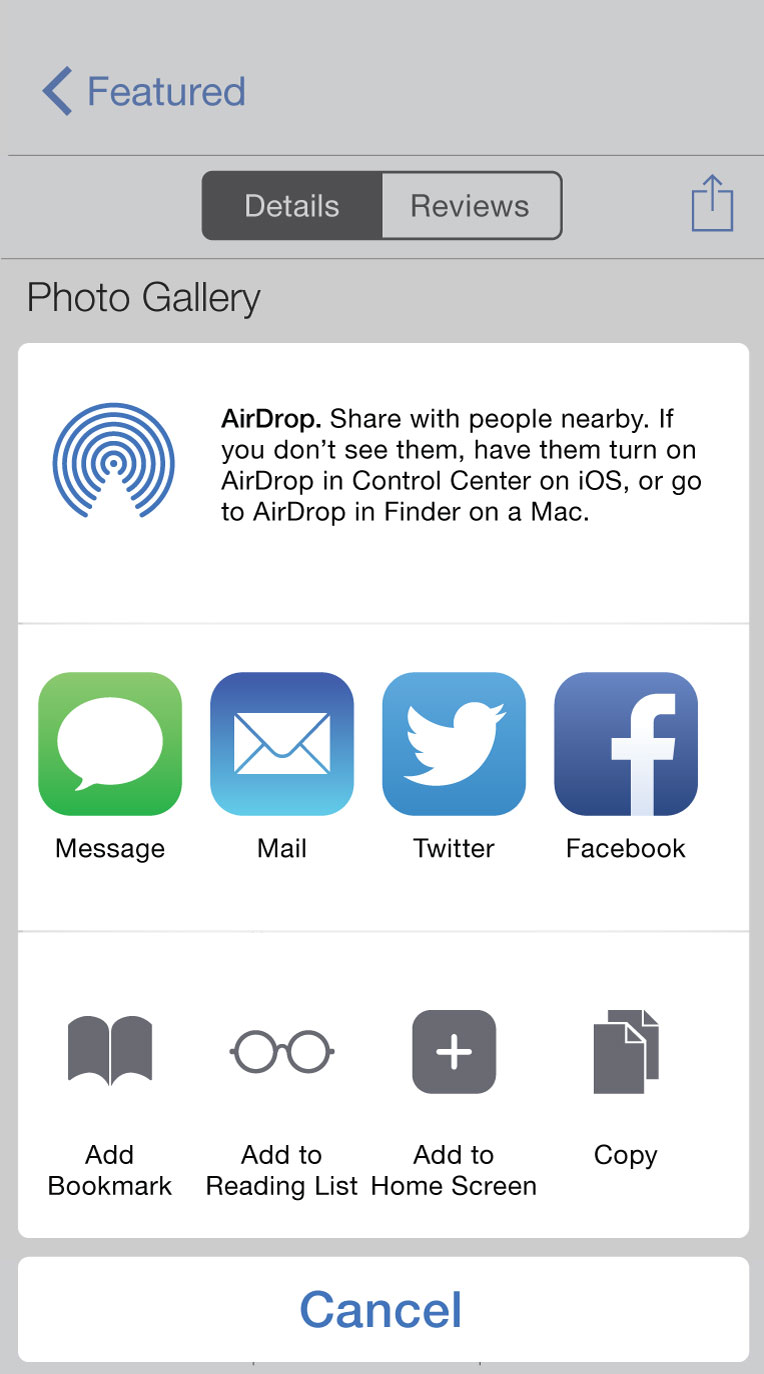 Featured
Details
Reviews
Photo Gallery
AirDrop. Share with people nearby. If
you don’t see them, have them turn on
AirDrop in Control Center on iOS, or go
to AirDrop in Finder on a Mac.
Message
Mail
Twitter
Facebook
Add
Bookmark
Add to
Reading List
Add to
Home Screen
Copy
Cancel